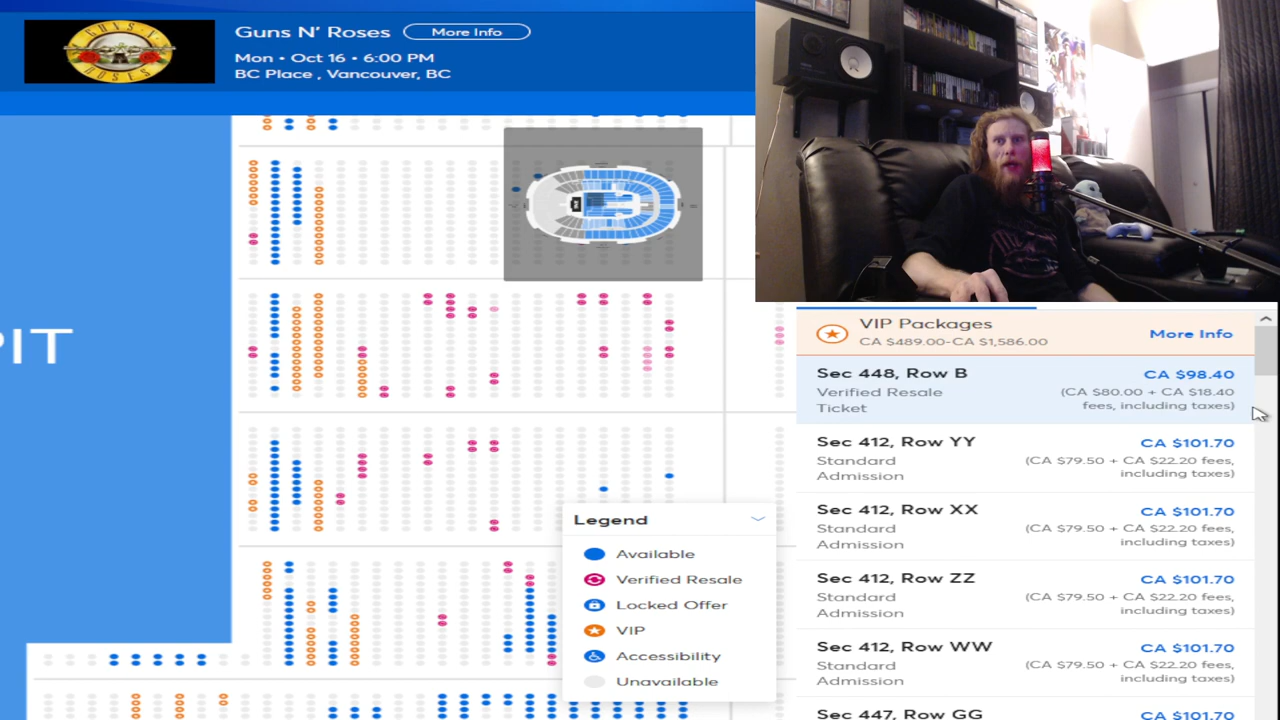 GUNS N'
ROSES
Guns N' Roses
More Info
Mon • Oct 16 • 6:00 PM
BC Place , Vancouver, BC
PIT
Legend
Available
Verified Resale
Locked Offer
VIP
Accessibility
Unavailable
VIP Packages
More Info
CA $489.00-CA $1,586.00
Sec 448, Row B
CA $98.40
Verified Resale
Ticket
(CA $80.00 + CA $18.40
fees, including taxes)
Sec 412, Row YY
CA $101.70
Standard
Admission
(CA $79.50 + CA $22.20 fees,
including taxes)
Sec 412, Row XX
CA $101.70
Standard
Admission
(CA $79.50 + CA $22.20 fees,
including taxes)
Sec 412, Row ZZ
CA $101.70
Standard
Admission
(CA $79.50 + CA $22.20 fees,
including taxes)
Sec 412, Row WW
CA $101.70
Standard
Admission
(CA $79.50 + CA $22.20 fees,
including taxes)
Sec 447, Row GG
CA $101.70